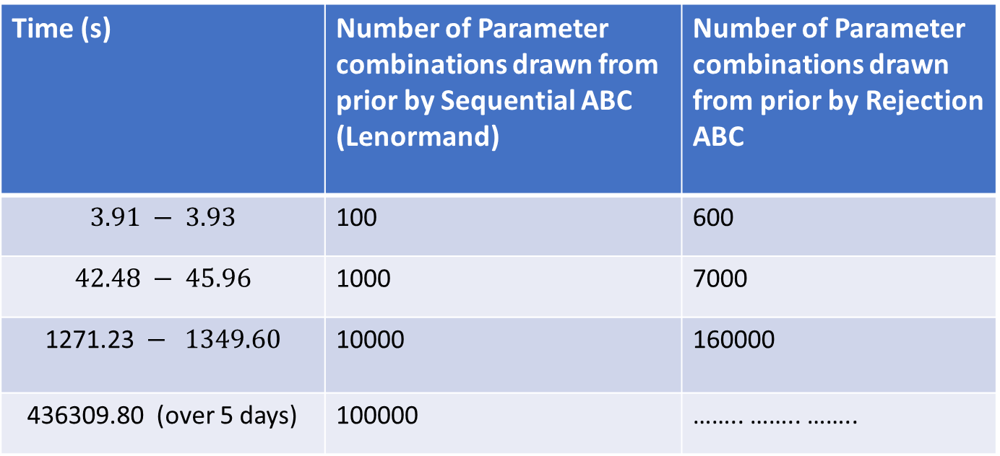 Time (s)
Number of Parameter
combinations drawn from
prior by Sequential ABC
(Lenormand)
Number of Parameter
combinations drawn
from prior by Rejection
ABC
3.91 − 3.93
100
600
42.48 − 45.96
1000
7000
1271.23 − 1349.60
10000
160000
436309.80 (over 5 days)
100000
…….. …….. ……..